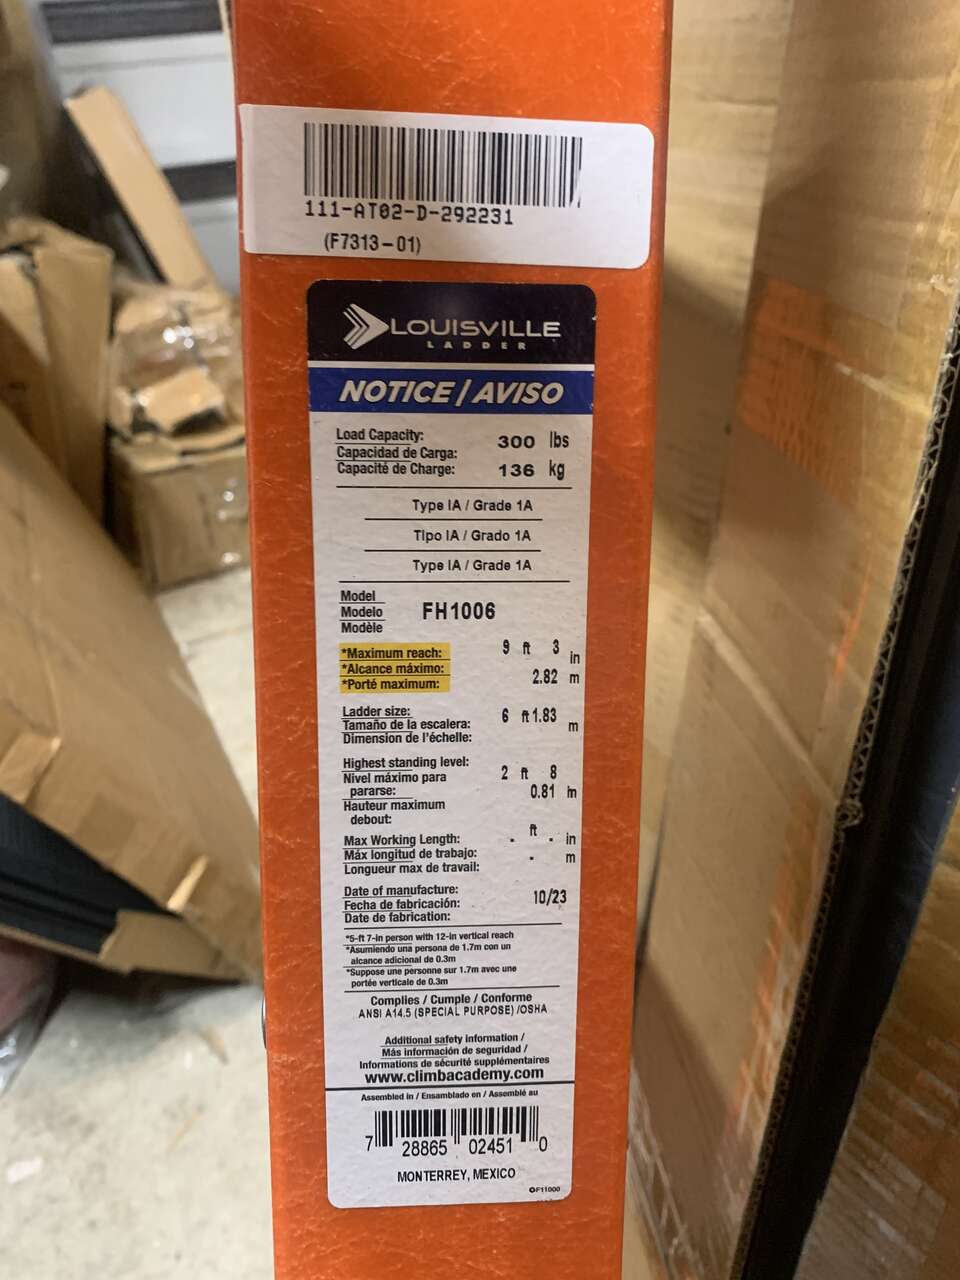 111-AT02-D-292231
(F7313-01)
LOUISVILLE
LADDER
NOTICE / AVISO
Load Capacity: 300 lbs
Capacidad de Carga:
Capacité de Charge: 136 kg
Type IA / Grade 1A
Tipo IA / Grado 1A
Type IA / Grade 1A
Model
Modelo FH1006
Modèle
*Maximum reach: 9 ft 3 in
*Alcance máximo: 2.82 m
*Porté maximum:
Ladder size: 6 ft 1.83 m
Tamaño de la escalera:
Dimension de l'échelle:
Highest standing level: 2 ft 8
Nivel máximo para
pararse: 0.81 m
Hauteur maximum
debout:
Max Working Length: - ft - in
Máx longitud de trabajo: - m
Longueur max de travail:
Date of manufacture:
Fecha de fabricación: 10/23
Date de fabrication:
*5-ft 7-in person with 12-in vertical reach
*Asumiendo una persona de 1.7m con un
alcance adicional de 0.3m
*Suppose une personne sur 1.7m avec une
portée verticale de 0.3m
Complies / Cumple / Conforme
ANSI A14.5 (SPECIAL PURPOSE) /OSHA
Additional safety information /
Más información de seguridad /
Informations de sécurité supplémentaires
www.climbacademy.com
Assembled in / Ensamblado en / Assemblé au
7 28865 02451 0
MONTERREY, MEXICO
©F11000